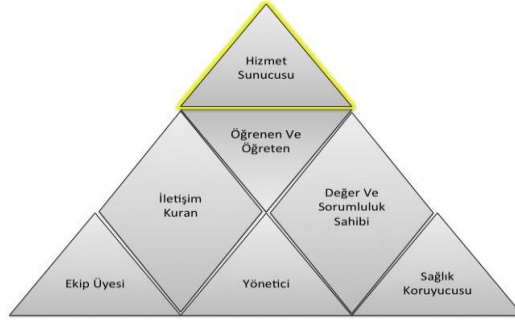 Hizmet
Sunucusu
Öğrenen Ve
Öğreten
İletişim
Kuran
Değer Ve
Sorumluluk
Sahibi
Ekip Üyesi
Yönetici
Sağlık
Koruyucusu